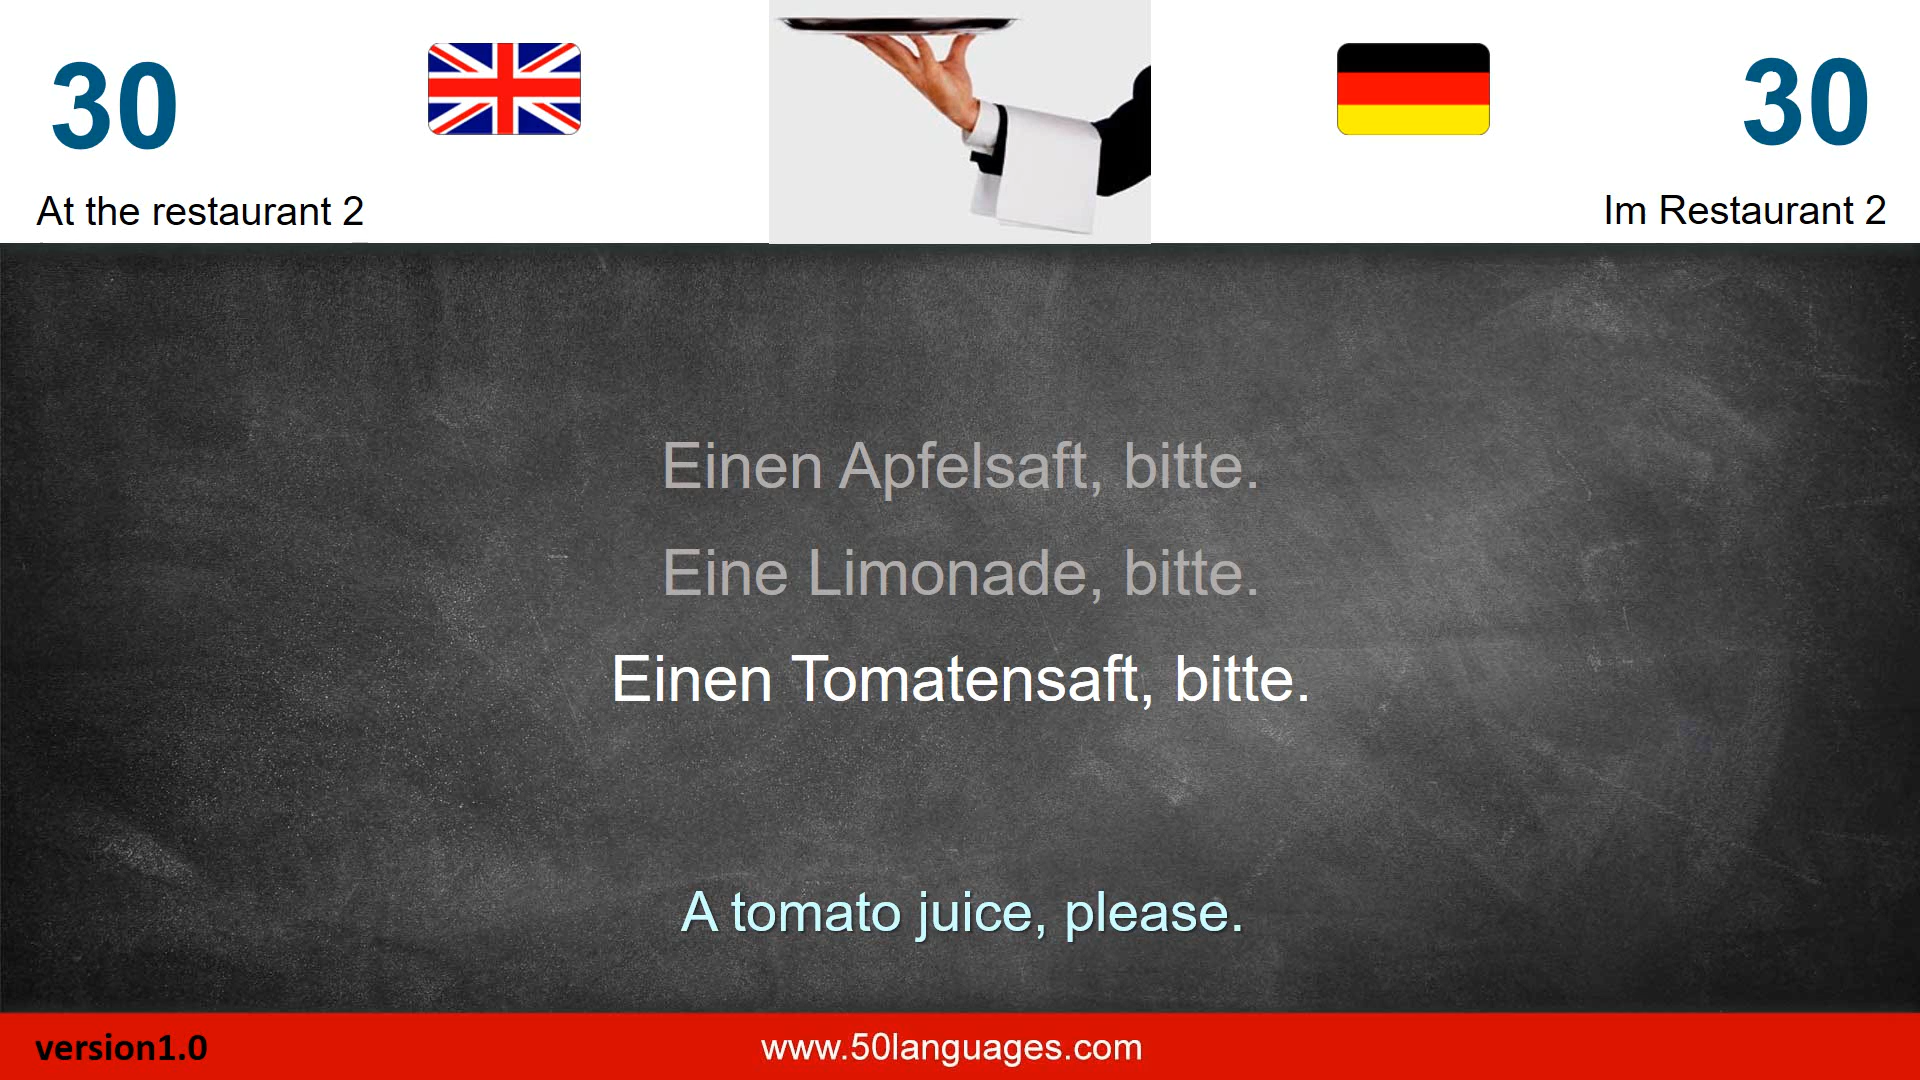 30
30
At the restaurant 2
Im Restaurant 2
Einen Apfelsaft, bitte.
Eine Limonade, bitte.
Einen Tomatensaft, bitte.
A tomato juice, please.
version1.0
www.50languages.com